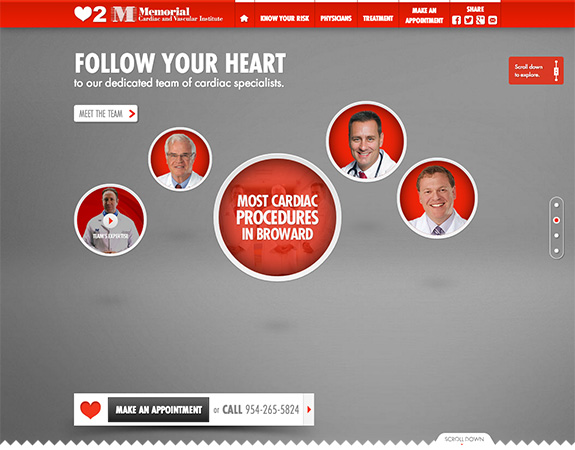 2 M Memorial
Cardiac and Vascular Institute
KNOW YOUR RISK
PHYSICIANS
TREATMENT
MAKE AN
APPOINTMENT
SHARE
FOLLOW YOUR HEART
to our dedicated team of cardiac specialists.
Scroll down
to explore.
MEET THE TEAM
MOST CARDIAC
PROCEDURES
IN BROWARD
TEAM'S EXPERTISE
MAKE AN APPOINTMENT or CALL 954-265-5824
SCROLL DOWN